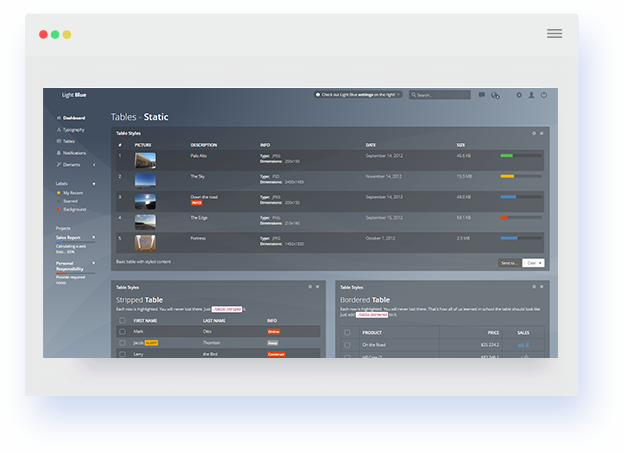 Light Blue
Check out Light Blue settings on the right!
Search...
Dashboard
Typography
Tables
Notifications
Elements
Labels
My Recent
Starred
Background
Projects
Sales Report
Calculating x-axis
bias... 65%
Personal
Responsibility
Provide required
notes
Tables - Static
Table Styles
# PICTURE DESCRIPTION INFO DATE SIZE
1 Palo Alto Type: JPEG Dimensions: 200x150 September 14, 2012 45.6 KB
2 The Sky Type: PSD Dimensions: 2400x1455 November 14, 2012 15.3 MB
3 Down the road Type: JPEG Dimensions: 200x150 September 14, 2012 49.0 KB
4 The Edge Type: PNG Dimensions: 210x160 September 15, 2012 69.1 KB
5 Fortress Type: JPEG Dimensions: 1452x1320 October 1, 2012 2.3 MB
Basic table with styled content
Send to... Clear
Table Styles
Stripped Table
Each row is highlighted. You will never lost there. Just .table-striped it.
FIRST NAME LAST NAME INFO
Mark Otto Online
Jacob ALERT Thornton Away
Larry the Bird Construct
Table Styles
Bordered Table
Each row is highlighted. You will never lost there. That's how all of us learned in school the table should look like.
Just add .table-bordered to it.
PRODUCT PRICE SALES
On the Road $25 224.2